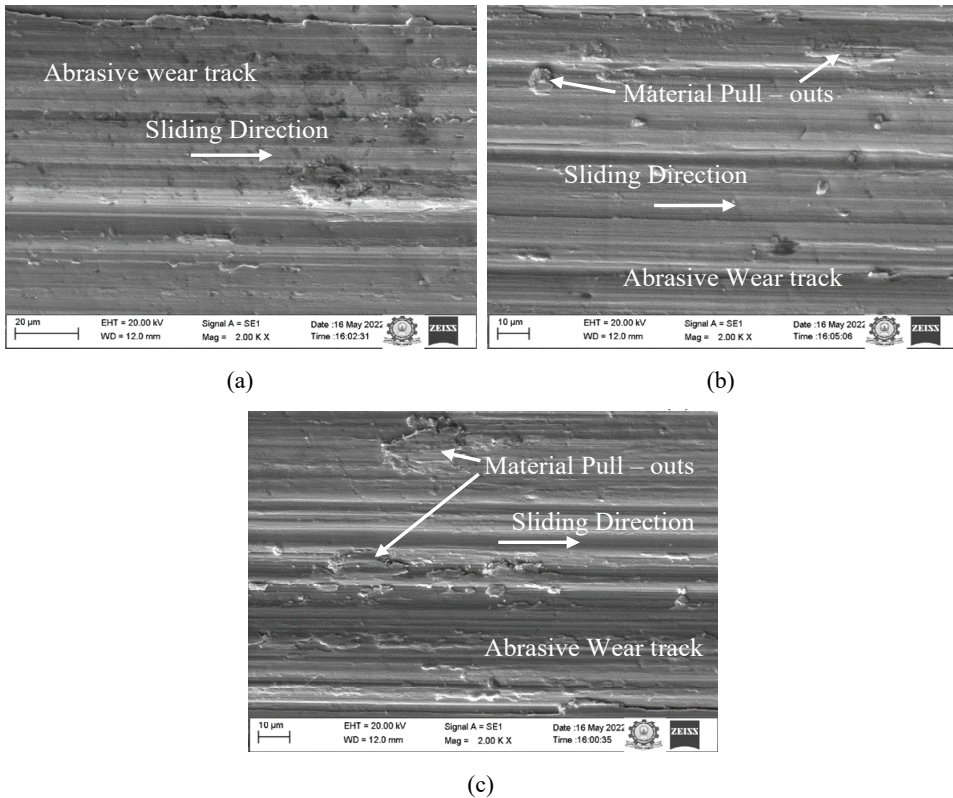 Abrasive wear track
Sliding Direction
20 µm
EHT = 20.00 kV
WD = 12.0 mm
Signal A = SE1
Mag = 2.00 K X
Date :16 May 2022
Time :16:02:31
ZEISS
(a)
Material Pull – outs
Sliding Direction
Abrasive Wear track
10 µm
EHT = 20.00 kV
WD = 12.0 mm
Signal A = SE1
Mag = 2.00 K X
Date :16 May 2022
Time :16:05:06
ZEISS
(b)
Material Pull – outs
Sliding Direction
Abrasive Wear track
10 µm
EHT = 20.00 kV
WD = 12.0 mm
Signal A = SE1
Mag = 2.00 K X
Date :16 May 2022
Time :16:00:35
ZEISS
(c)